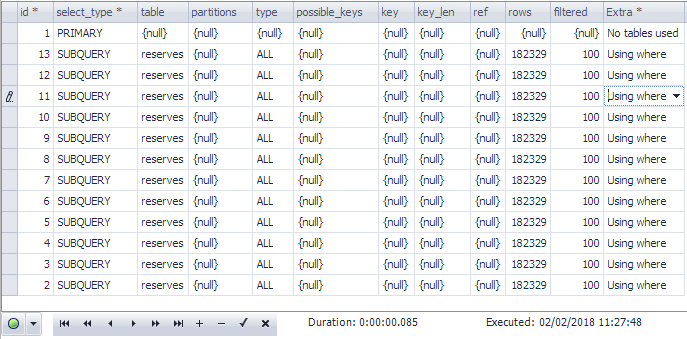 id * select_type * table partitions type possible_keys key key_len ref rows filtered Extra *
1 PRIMARY {null} {null} {null} {null} {null} {null} {null} {null} {null} No tables used
13 SUBQUERY reserves {null} ALL {null} {null} {null} {null} 182329 100 Using where
12 SUBQUERY reserves {null} ALL {null} {null} {null} {null} 182329 100 Using where
11 SUBQUERY reserves {null} ALL {null} {null} {null} {null} 182329 100 Using where
10 SUBQUERY reserves {null} ALL {null} {null} {null} {null} 182329 100 Using where
9 SUBQUERY reserves {null} ALL {null} {null} {null} {null} 182329 100 Using where
8 SUBQUERY reserves {null} ALL {null} {null} {null} {null} 182329 100 Using where
7 SUBQUERY reserves {null} ALL {null} {null} {null} {null} 182329 100 Using where
6 SUBQUERY reserves {null} ALL {null} {null} {null} {null} 182329 100 Using where
5 SUBQUERY reserves {null} ALL {null} {null} {null} {null} 182329 100 Using where
4 SUBQUERY reserves {null} ALL {null} {null} {null} {null} 182329 100 Using where
3 SUBQUERY reserves {null} ALL {null} {null} {null} {null} 182329 100 Using where
2 SUBQUERY reserves {null} ALL {null} {null} {null} {null} 182329 100 Using where
Duration: 0:00:00.085 Executed: 02/02/2018 11:27:48